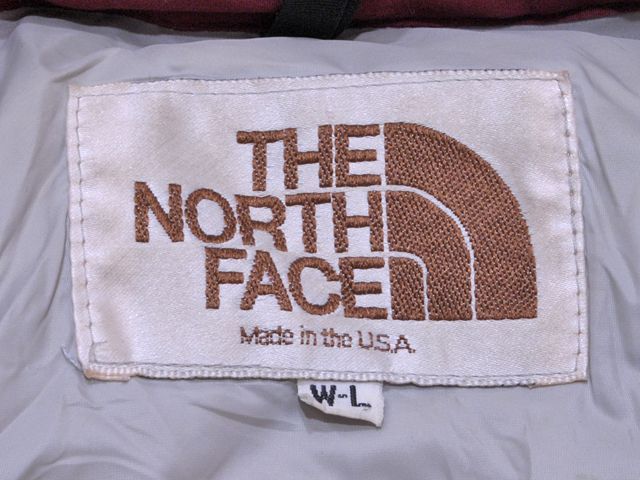 THE
NORTH
FACE
Made in the U.S.A.
W-L